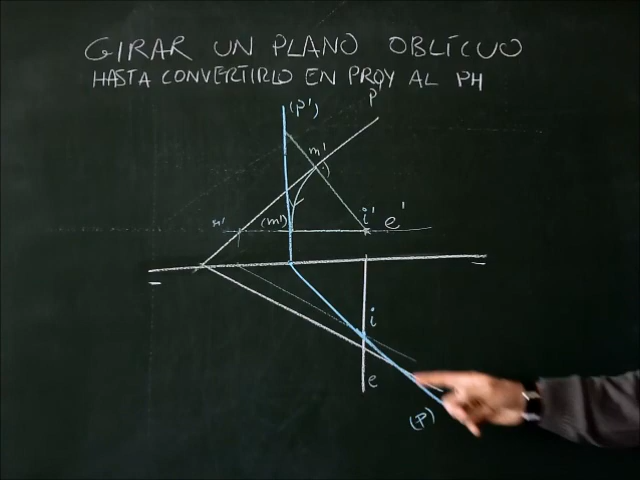 GIRAR UN PLANO OBLÍCUO
HASTA CONVERTIRLO EN PROY AL PH
(p') p'
m'
(m') i' e'
i
e
(p)